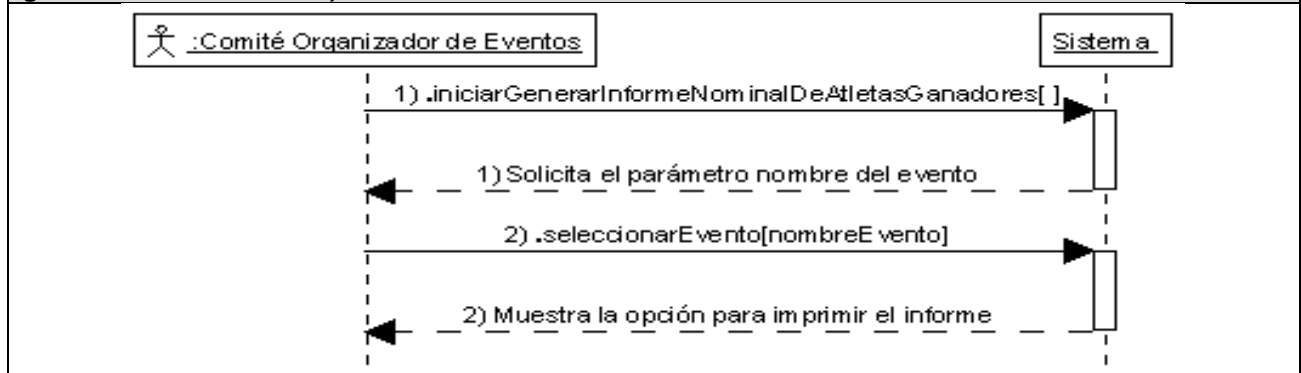 :Comité Organizador de Eventos
Sistema
1) .iniciarGenerarInformeNominalDeAtletasGanadores[ ]
1) Solicita el parámetro nombre del evento
2) .seleccionarEvento[nombreEvento]
2) Muestra la opción para imprimir el informe